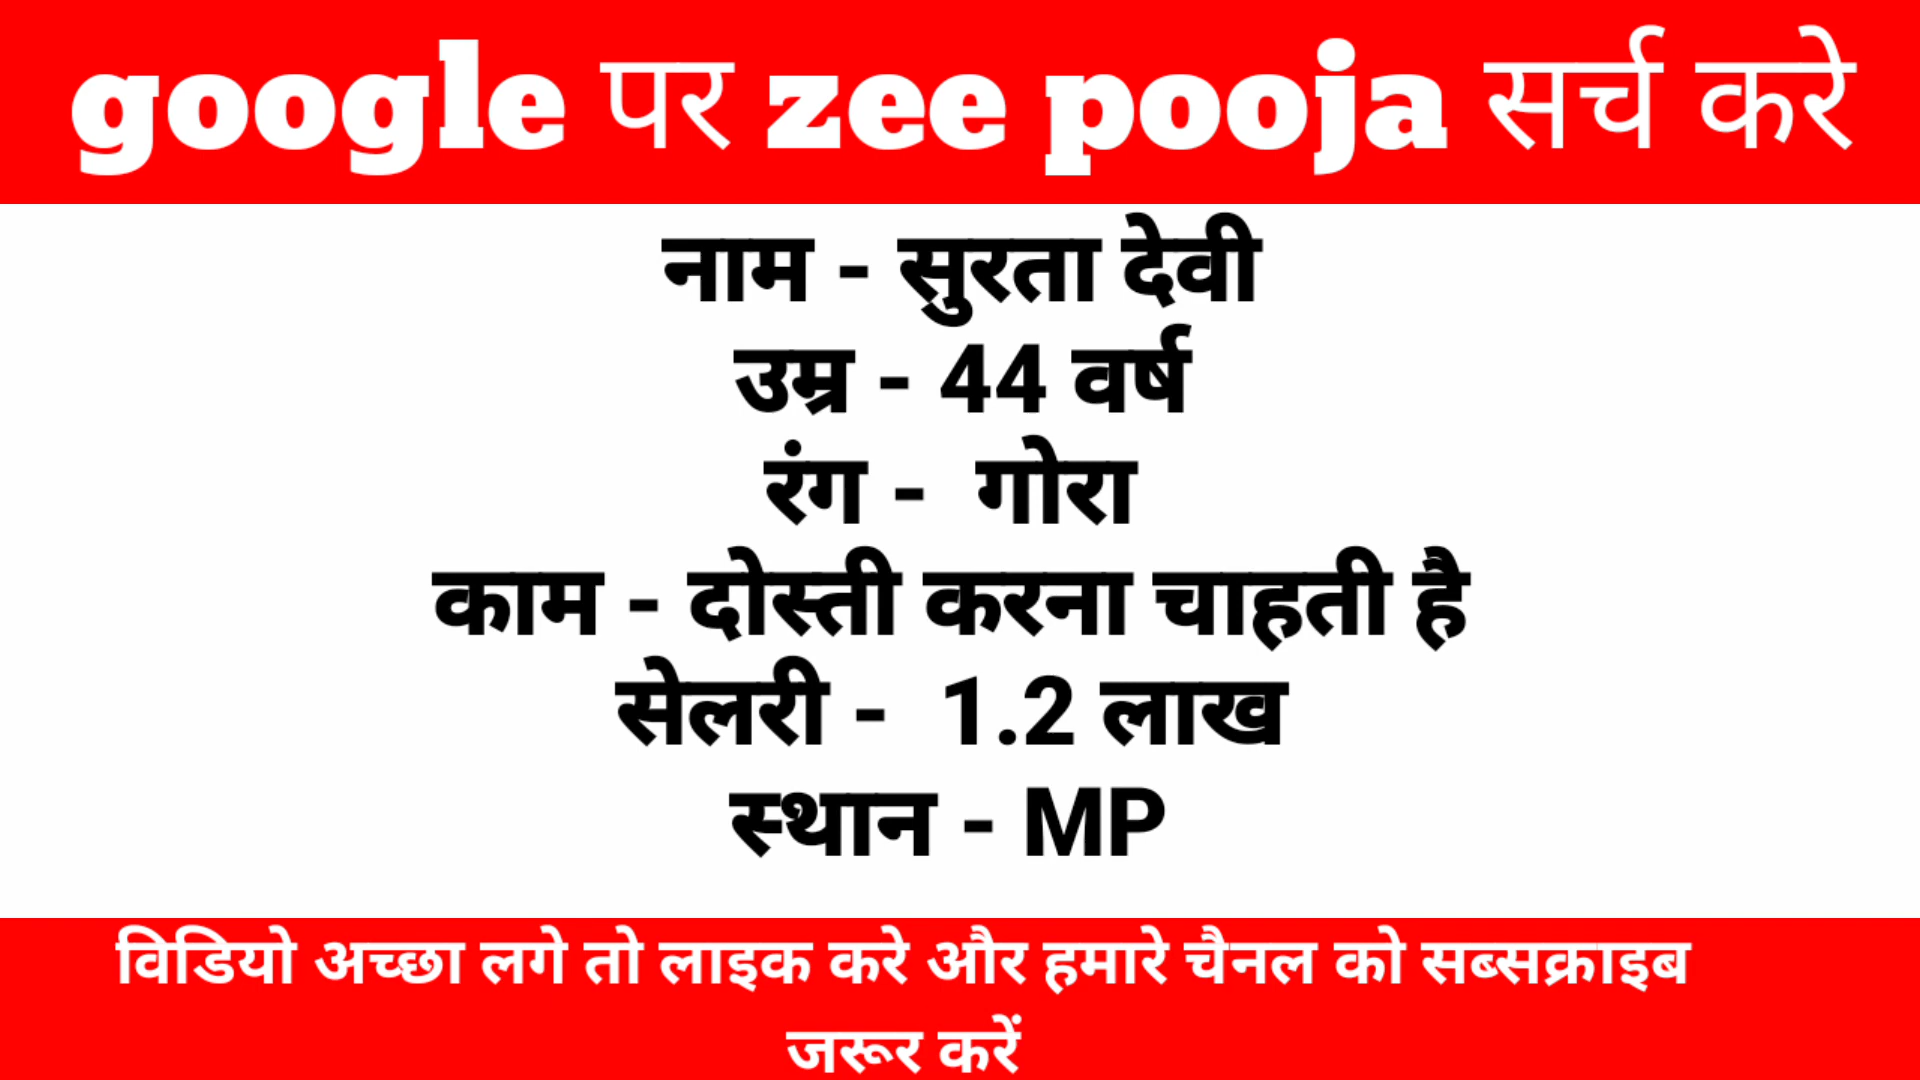 google पर zee pooja सर्च करे
नाम - सुरता देवी
उम्र - 44 वर्ष
रंग - गोरा
काम - दोस्ती करना चाहती है
सेलरी - 1.2 लाख
स्थान - MP
विडियो अच्छा लगे तो लाइक करे और हमारे चैनल को सब्सक्राइब
जरूर करें